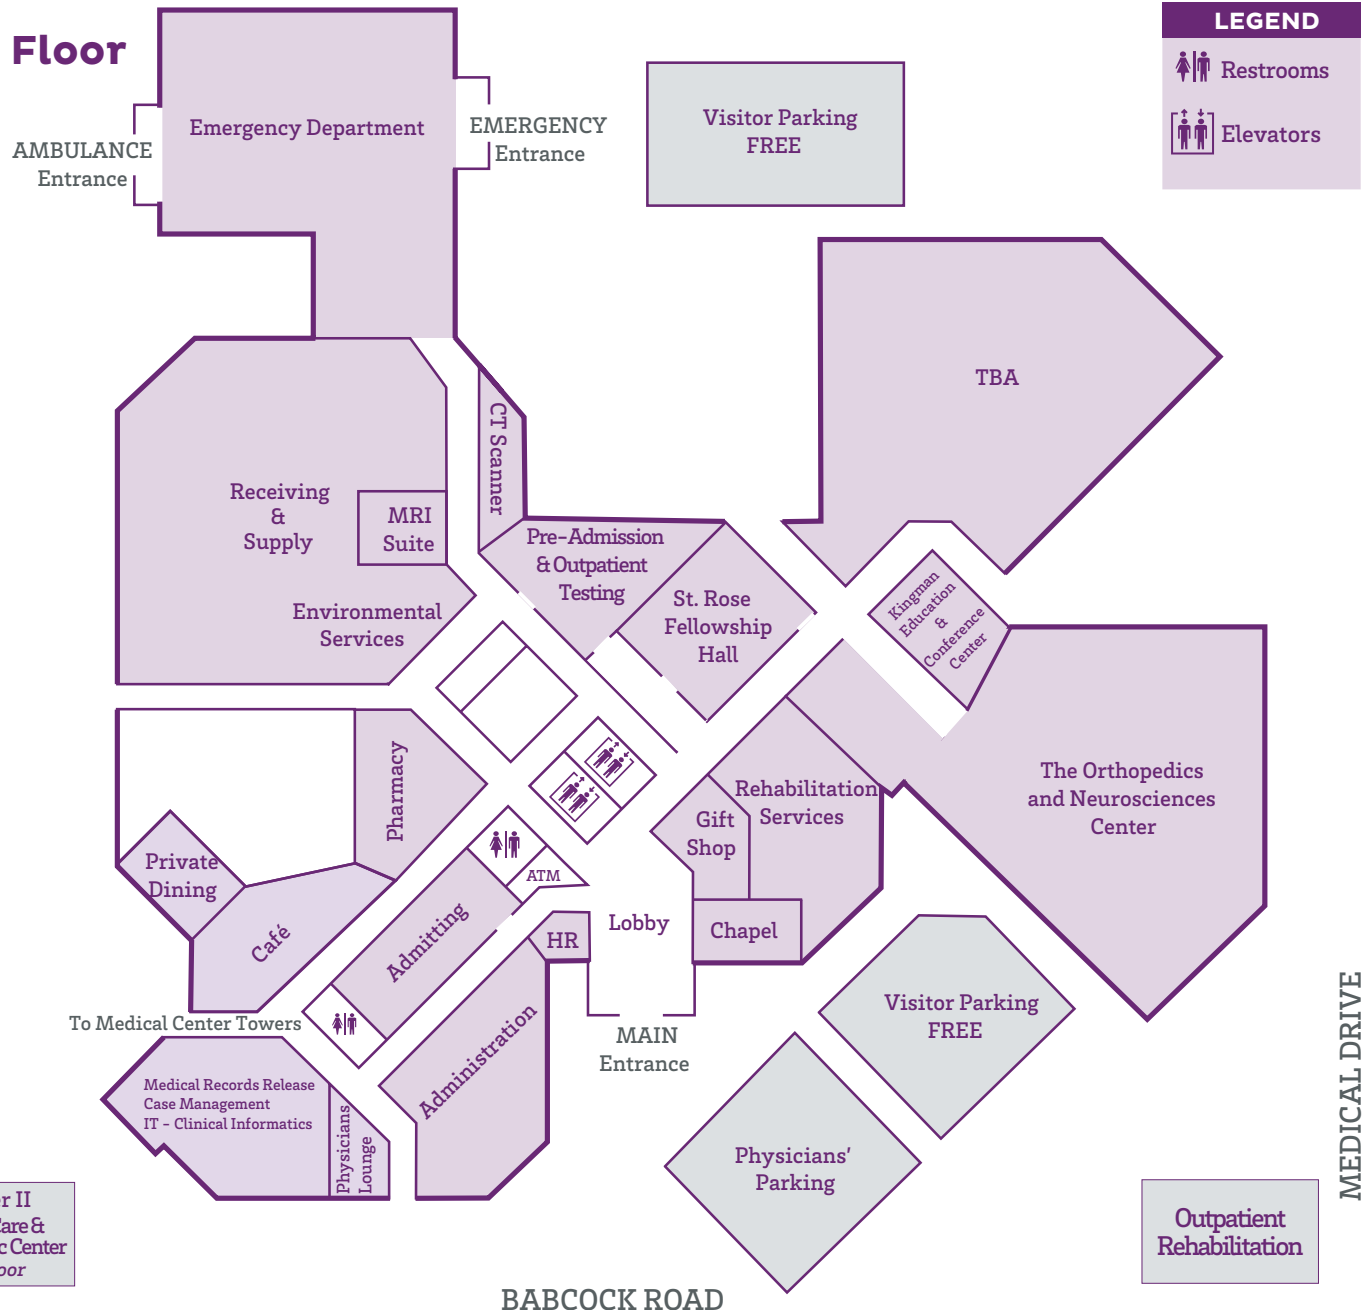 Floor
LEGEND
Restrooms
Elevators
Emergency Department
AMBULANCE
Entrance
EMERGENCY
Entrance
Visitor Parking
FREE
TBA
CT Scanner
Receiving
&
Supply
MRI
Suite
Environmental
Services
Pre-Admission
& Outpatient
Testing
St. Rose
Fellowship
Hall
Kingman
Education
&
Conference
Center
The Orthopedics
and Neurosciences
Center
Pharmacy
Private
Dining
Café
Admitting
ATM
HR
Lobby
Gift
Shop
Rehabilitation
Services
Chapel
Administration
MAIN
Entrance
To Medical Center Towers
Medical Records Release
Case Management
IT - Clinical Informatics
Physicians
Lounge
Visitor Parking
FREE
Physicians'
Parking
MEDICAL DRIVE
Outpatient
Rehabilitation
II
&
Center
BABCOCK ROAD